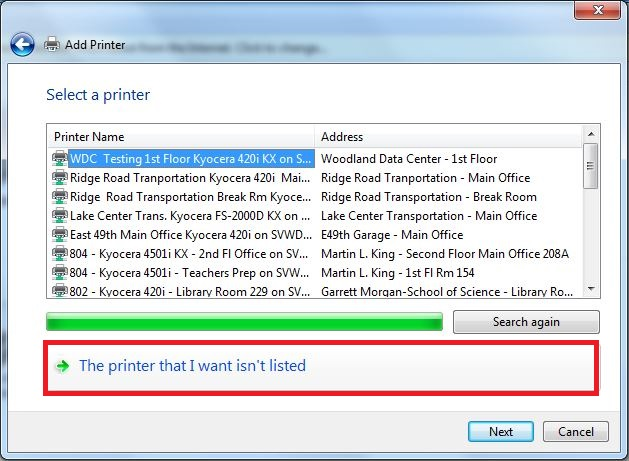 Add Printer
Select a printer
Printer Name Address
WDC Testing 1st Floor Kyocera 420i KX on S... Woodland Data Center - 1st Floor
Ridge Road Tranportation Kyocera 420i Mai... Ridge Road Transportation - Main Office
Ridge Road Transportation Break Rm Kyoce... Ridge Road Transportation - Break Room
Lake Center Trans. Kyocera FS-2000D KX on ... Lake Center Transportation - Main Office
East 49th Main Office Kyocera on SVWD... E49th Garage - Main Office
804 - Kyocera 4501i KX - 2nd Fl Office on SV... Martin L. King - Second Floor Main Office 208A
804 - Kyocera 4501i - Teachers Prep on SVW... Martin L. King - 1st Fl Rm 154
802 - Kyocera 420i - Library Room 229 on SV... Garrett Morgan-School of Science - Library Ro...
Search again
The printer that I want isn't listed
Next Cancel